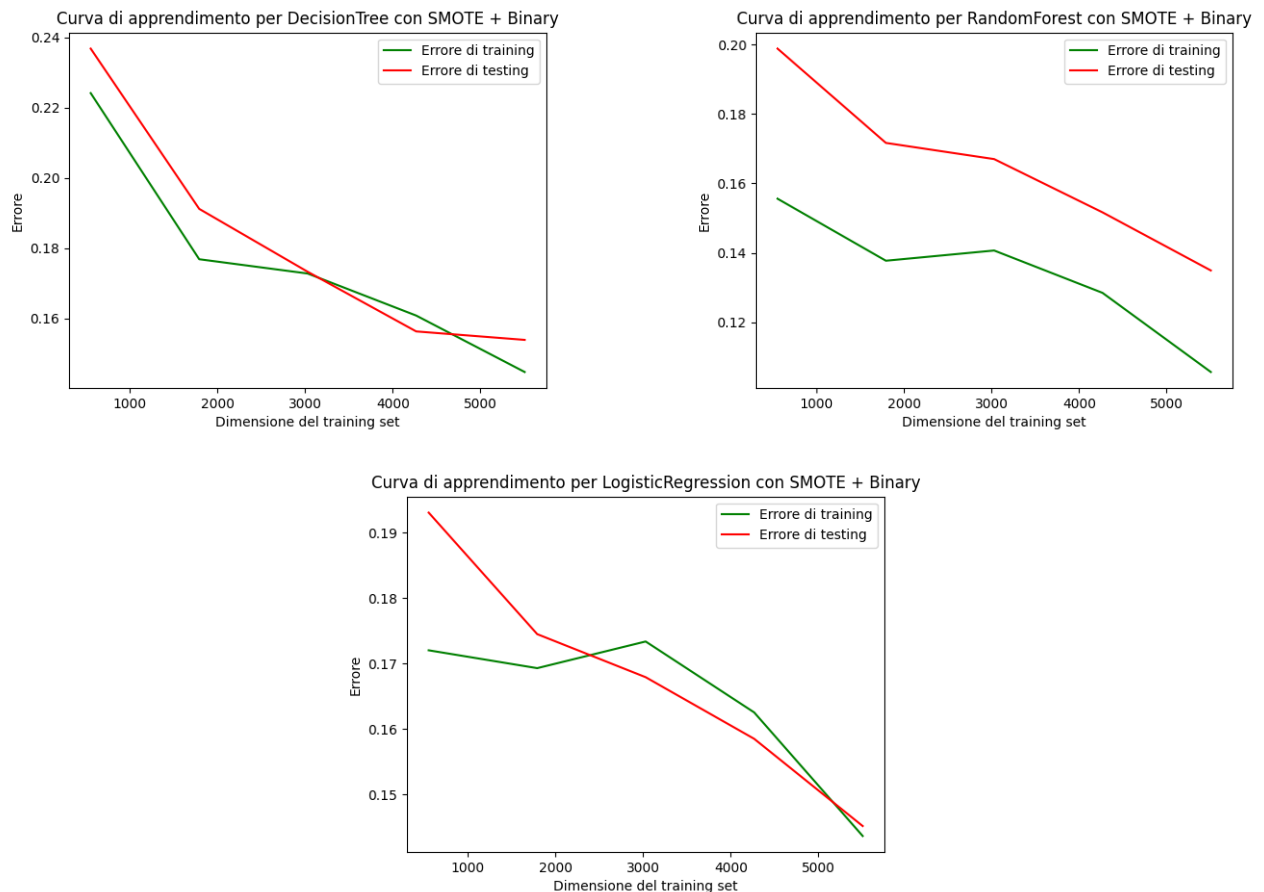 Curva di apprendimento per DecisionTree con SMOTE + Binary
0.24
0.22
0.20
0.18
0.16
Errore
Errore di training
Errore di testing
1000 2000 3000 4000 5000
Dimensione del training set
Curva di apprendimento per RandomForest con SMOTE + Binary
0.20
0.18
0.16
0.14
0.12
Errore
Errore di training
Errore di testing
1000 2000 3000 4000 5000
Dimensione del training set
Curva di apprendimento per LogisticRegression con SMOTE + Binary
0.19
0.18
0.17
0.16
0.15
Errore
Errore di training
Errore di testing
1000 2000 3000 4000 5000
Dimensione del training set